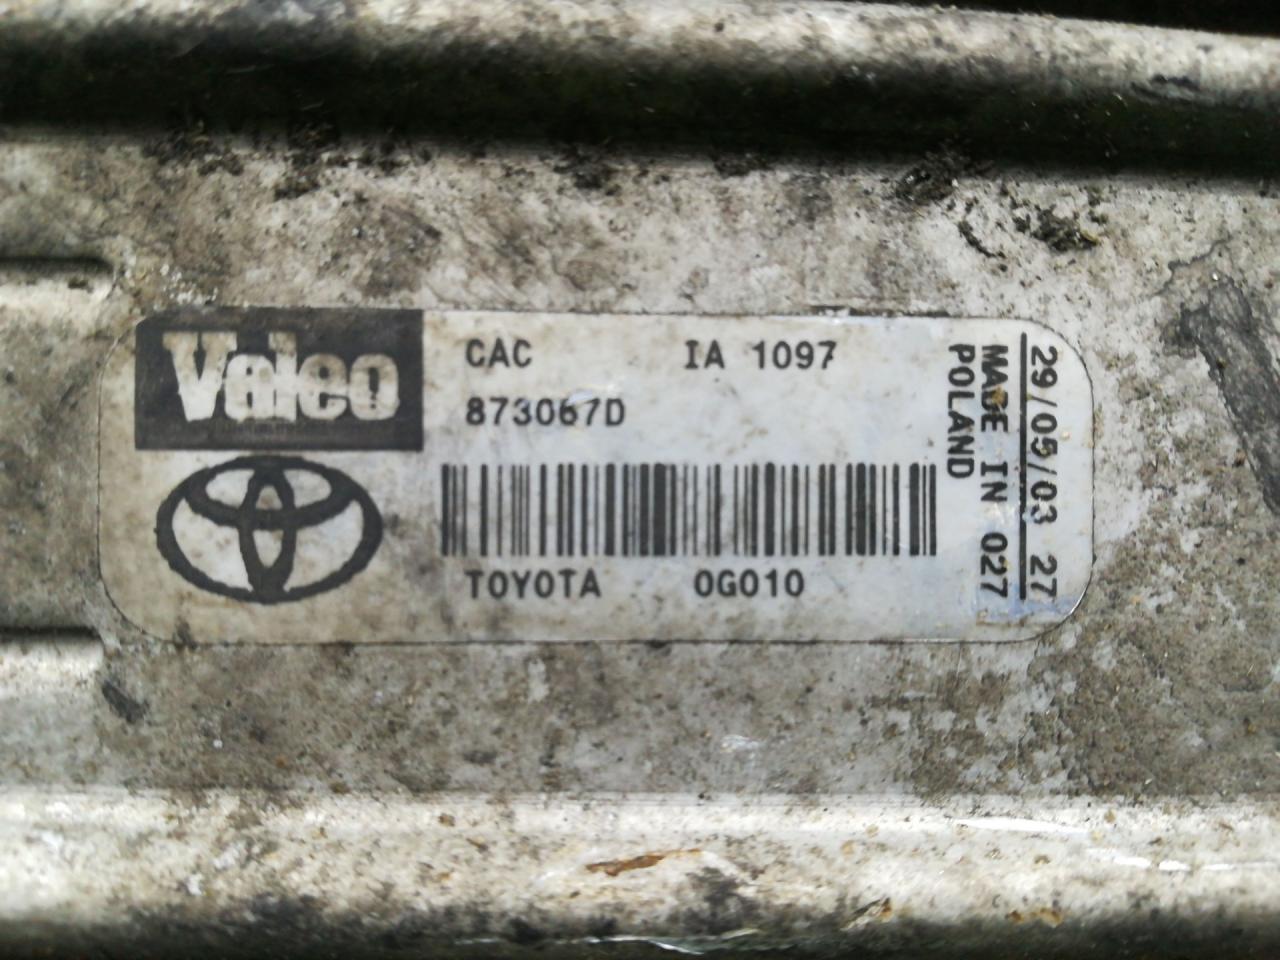 Valeo
CAC IA 1097
873067D
TOYOTA 0G010
29/05/03 27
MADE IN 027
POLAND